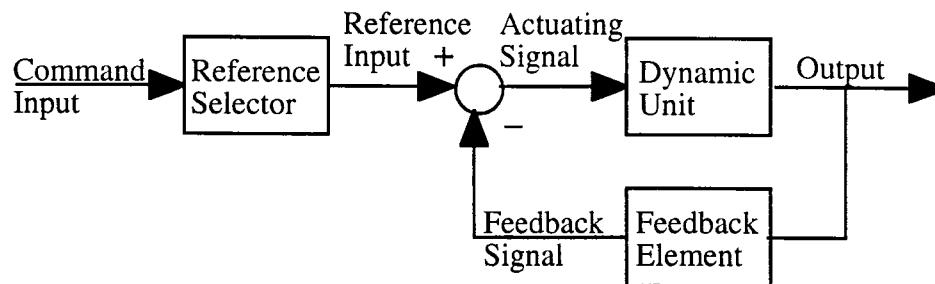 Command
Input
Reference
Selector
Reference
Input +
Actuating
Signal
Dynamic
Unit
Output
−
Feedback
Signal
Feedback
Element